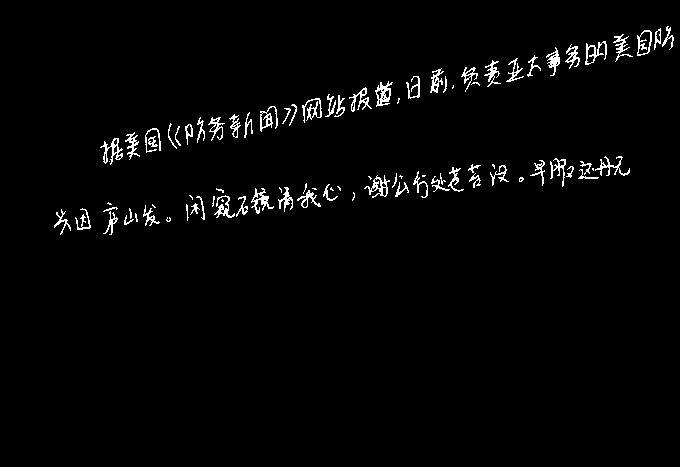 据美国《防务新闻》网站报道,日前,负责亚太事务的美国防
兴因庐山发。闲窥石镜清我心,谢公行处苍苔没。早服还丹无